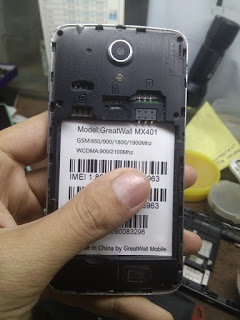 Model:GreatWall MX401
GSM:850/900/1800/1900Mhz
WCDMA:900/2100Mhz
IMEI 1.
963
963
in China by GreatWall Mobile
90083296